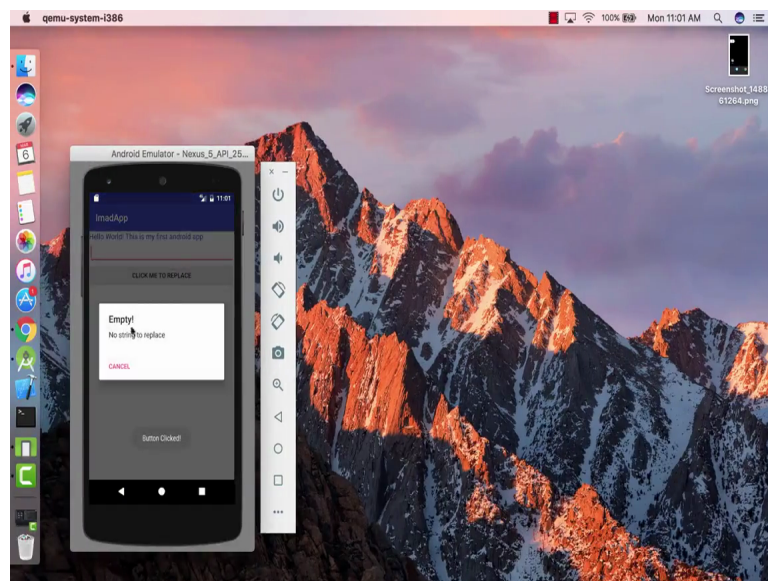 qemu-system-i386
100%
Mon 11:01 AM
Screenshot_1488
61264.png
6
Android Emulator - Nexus_5_API_25...
11:01
ImadApp
Hello World! This is my first android app
CLICK ME TO REPLACE
Empty!
No string to replace
CANCEL
Button Clicked!